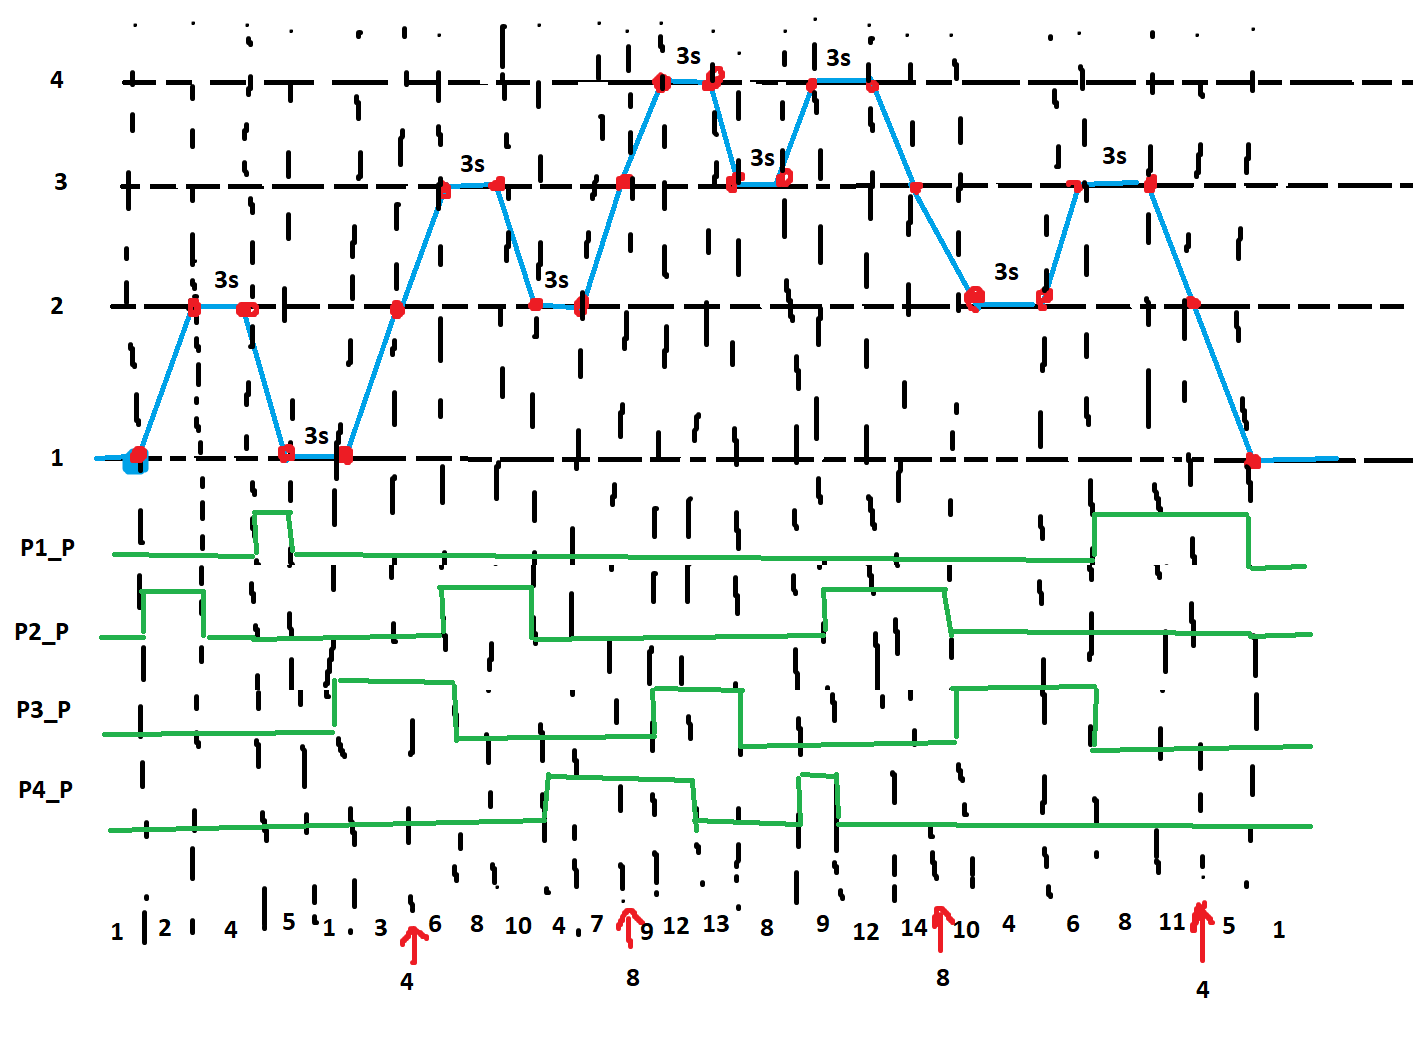 4 3s 3s
3 3s 3s 3s
2 3s 3s 3s
1 3s
P1_P
P2_P
P3_P
P4_P
1 2 4 5 1 3 6 8 10 4 7 9 12 13 8 9 12 14 10 4 6 8 11 5 1
4 8 8 4